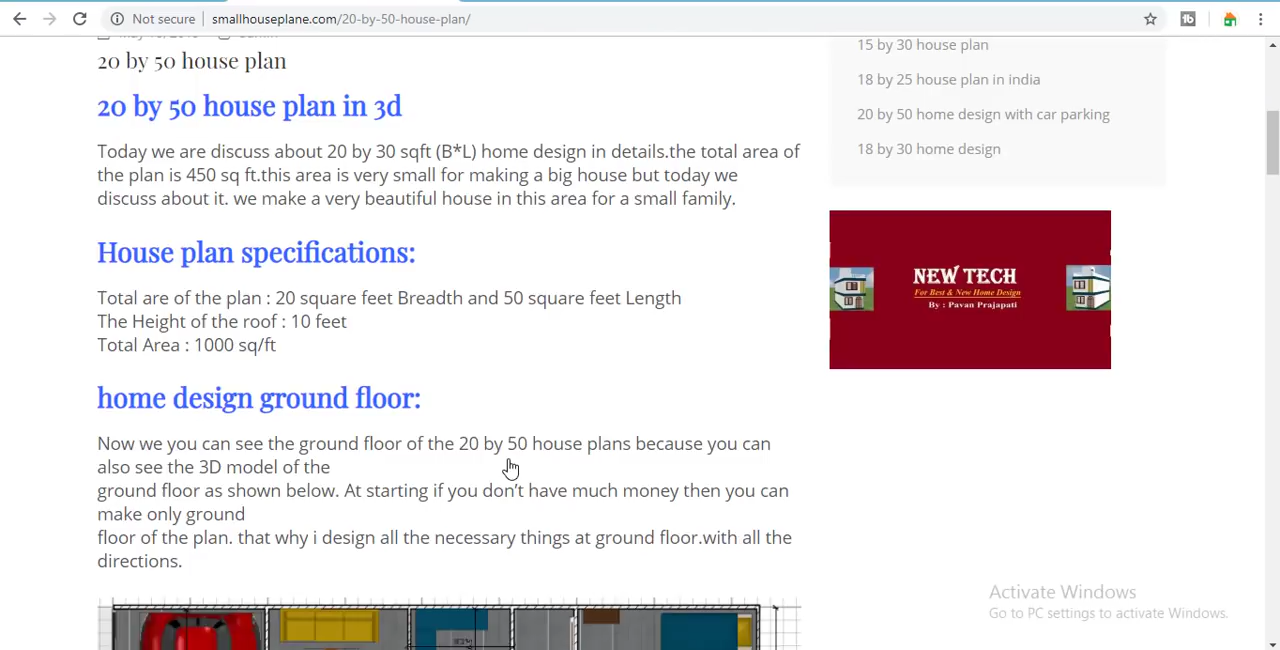 Not secure
smallhouseplane.com/20-by-50-house-plan/
20 by 50 house plan
20 by 50 house plan in 3d
Today we are discuss about 20 by 30 sqft (B*L) home design in details.the total area of
the plan is 450 sq ft.this area is very small for making a big house but today we
discuss about it. we make a very beautiful house in this area for a small family.
House plan specifications:
Total are of the plan : 20 square feet Breadth and 50 square feet Length
The Height of the roof : 10 feet
Total Area : 1000 sq/ft
home design ground floor:
Now we you can see the ground floor of the 20 by 50 house plans because you can
also see the 3D model of the
ground floor as shown below. At starting if you don't have much money then you can
make only ground
floor of the plan. that why i design all the necessary things at ground floor.with all the
directions.
15 by 30 house plan
18 by 25 house plan in india
20 by 50 home design with car parking
18 by 30 home design
NEW TECH
For Best & New Home Design
By : Pavan Prajapati
Activate Windows
Go to PC settings to activate Windows.